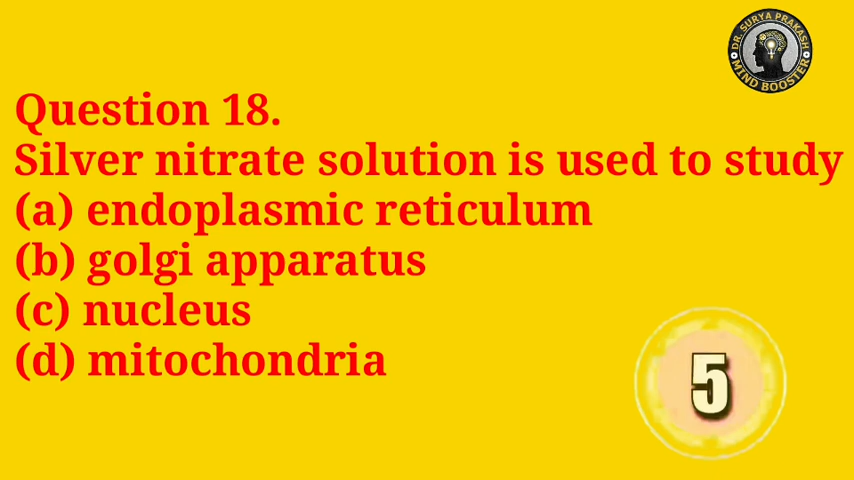 DR. SURYA PRAKASH
MIND BOOSTER
Question 18.
Silver nitrate solution is used to study
(a) endoplasmic reticulum
(b) golgi apparatus
(c) nucleus
(d) mitochondria
5